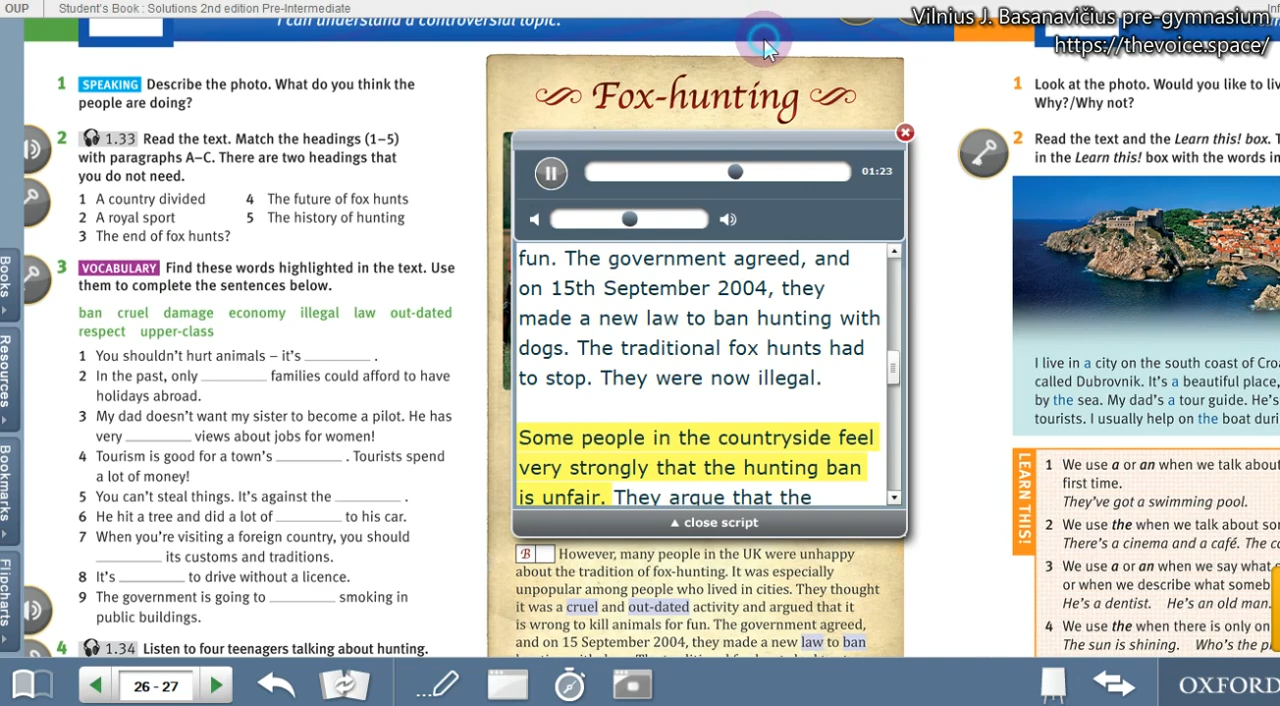 OUP
Student's Book : Solutions 2nd edition Pre-Intermediate
I can understand a controversial topic.
Vilnius J. Basanavičius pre-gymnasium
https://thevoice.space/
1 SPEAKING Describe the photo. What do you think the
people are doing?
2 1.33 Read the text. Match the headings (1–5)
with paragraphs A–C. There are two headings that
you do not need.
1 A country divided
4 The future of fox hunts
2 A royal sport
5 The history of hunting
3 The end of fox hunts?
3 VOCABULARY Find these words highlighted in the text. Use
them to complete the sentences below.
ban cruel damage economy illegal law out-dated
respect upper-class
1 You shouldn't hurt animals – it's ________ .
2 In the past, only ________ families could afford to have
holidays abroad.
3 My dad doesn't want my sister to become a pilot. He has
very ________ views about jobs for women!
4 Tourism is good for a town's ________ . Tourists spend
a lot of money!
5 You can't steal things. It's against the ________ .
6 He hit a tree and did a lot of ________ to his car.
7 When you're visiting a foreign country, you should
________ its customs and traditions.
8 It's ________ to drive without a licence.
9 The government is going to ________ smoking in
public buildings.
4 1.34 Listen to four teenagers talking about hunting.
Fox-hunting
01:23
fun. The government agreed, and
on 15th September 2004, they
made a new law to ban hunting with
dogs. The traditional fox hunts had
to stop. They were now illegal.
Some people in the countryside feel
very strongly that the hunting ban
is unfair. They argue that the
▲ close script
B However, many people in the UK were unhappy
about the tradition of fox-hunting. It was especially
unpopular among people who lived in cities. They thought
it was a cruel and out-dated activity and argued that it
is wrong to kill animals for fun. The government agreed,
and on 15 September 2004, they made a new law to ban
1 Look at the photo. Would you like to
Why?/Why not?
2 Read the text and the Learn this! box.
in the Learn this! box with the words in
I live in a city on the south coast of
called Dubrovnik. It's a beautiful place,
by the sea. My dad's a tour guide. He's
tourists. I usually help on the boat
LEARN THIS!
1 We use a or an when we talk
first time.
They've got a swimming pool.
2 We use the when we talk about
There's a cinema and a café. The
3 We use a or an when we say what
or when we describe what
He's a dentist. He's an old man.
4 We use the when there is only
The sun is shining. Who's the
Books
Resources
Bookmarks
Flipcharts
26 - 27
OXFORD